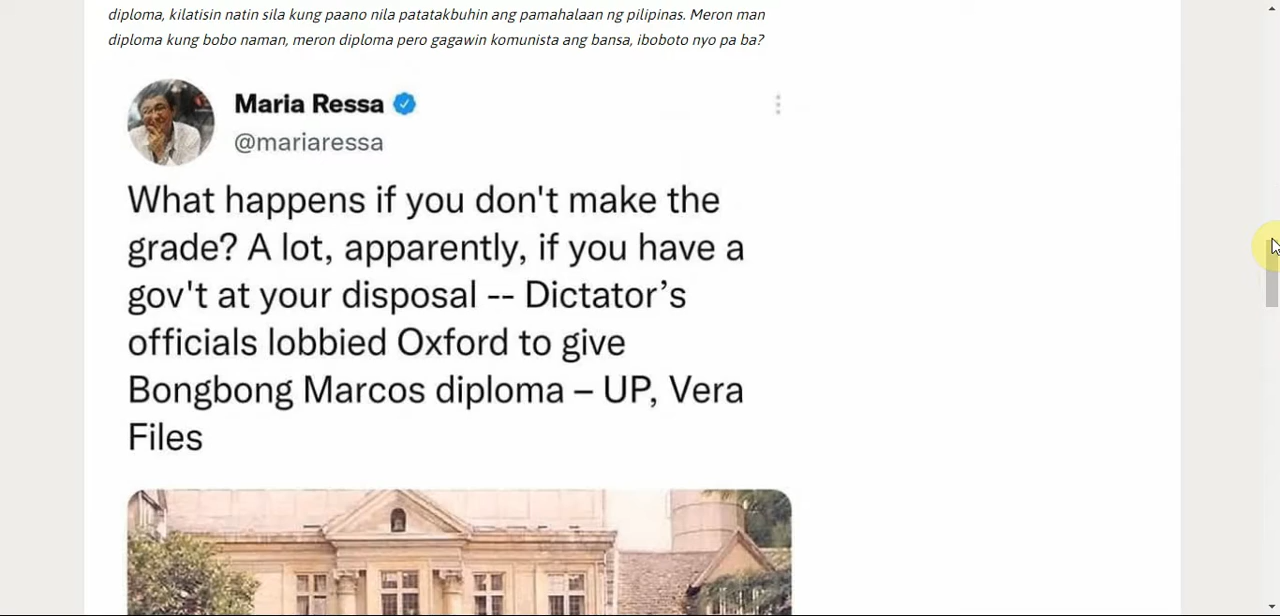 diploma, kilatisin natin sila kung paano nila patatakbuhin ang pamahalaan ng pilipinas. Meron man
diploma kung bobo naman, meron diploma pero gagawin komunista ang bansa, iboboto nyo pa ba?
Maria Ressa
@mariaressa
What happens if you don't make the
grade? A lot, apparently, if you have a
gov't at your disposal -- Dictator’s
officials lobbied Oxford to give
Bongbong Marcos diploma – UP, Vera
Files